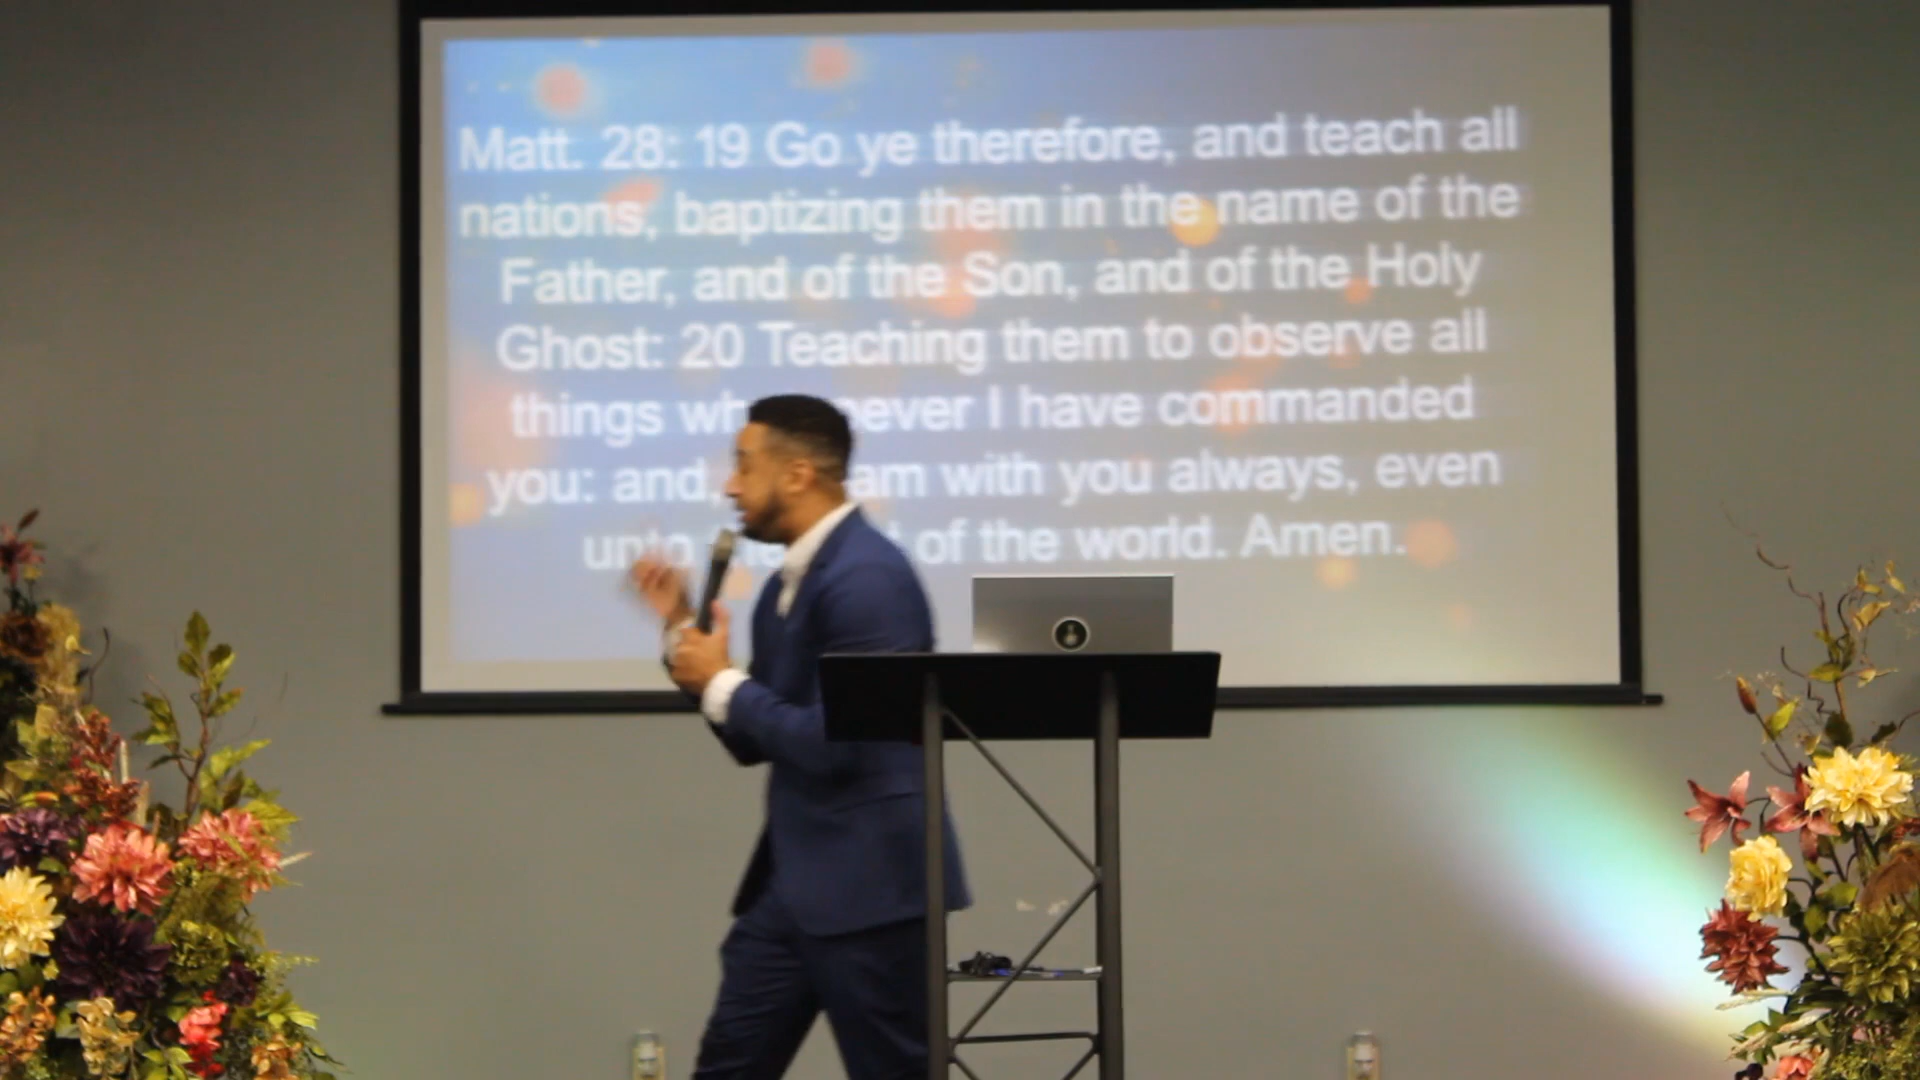 Matt. 28: 19 Go ye therefore, and teach all
nations, baptizing them in the name of the
Father, and of the Son, and of the Holy
Ghost: 20 Teaching them to observe all
things I have commanded
you: and, am with you always, even
unto of the world. Amen.